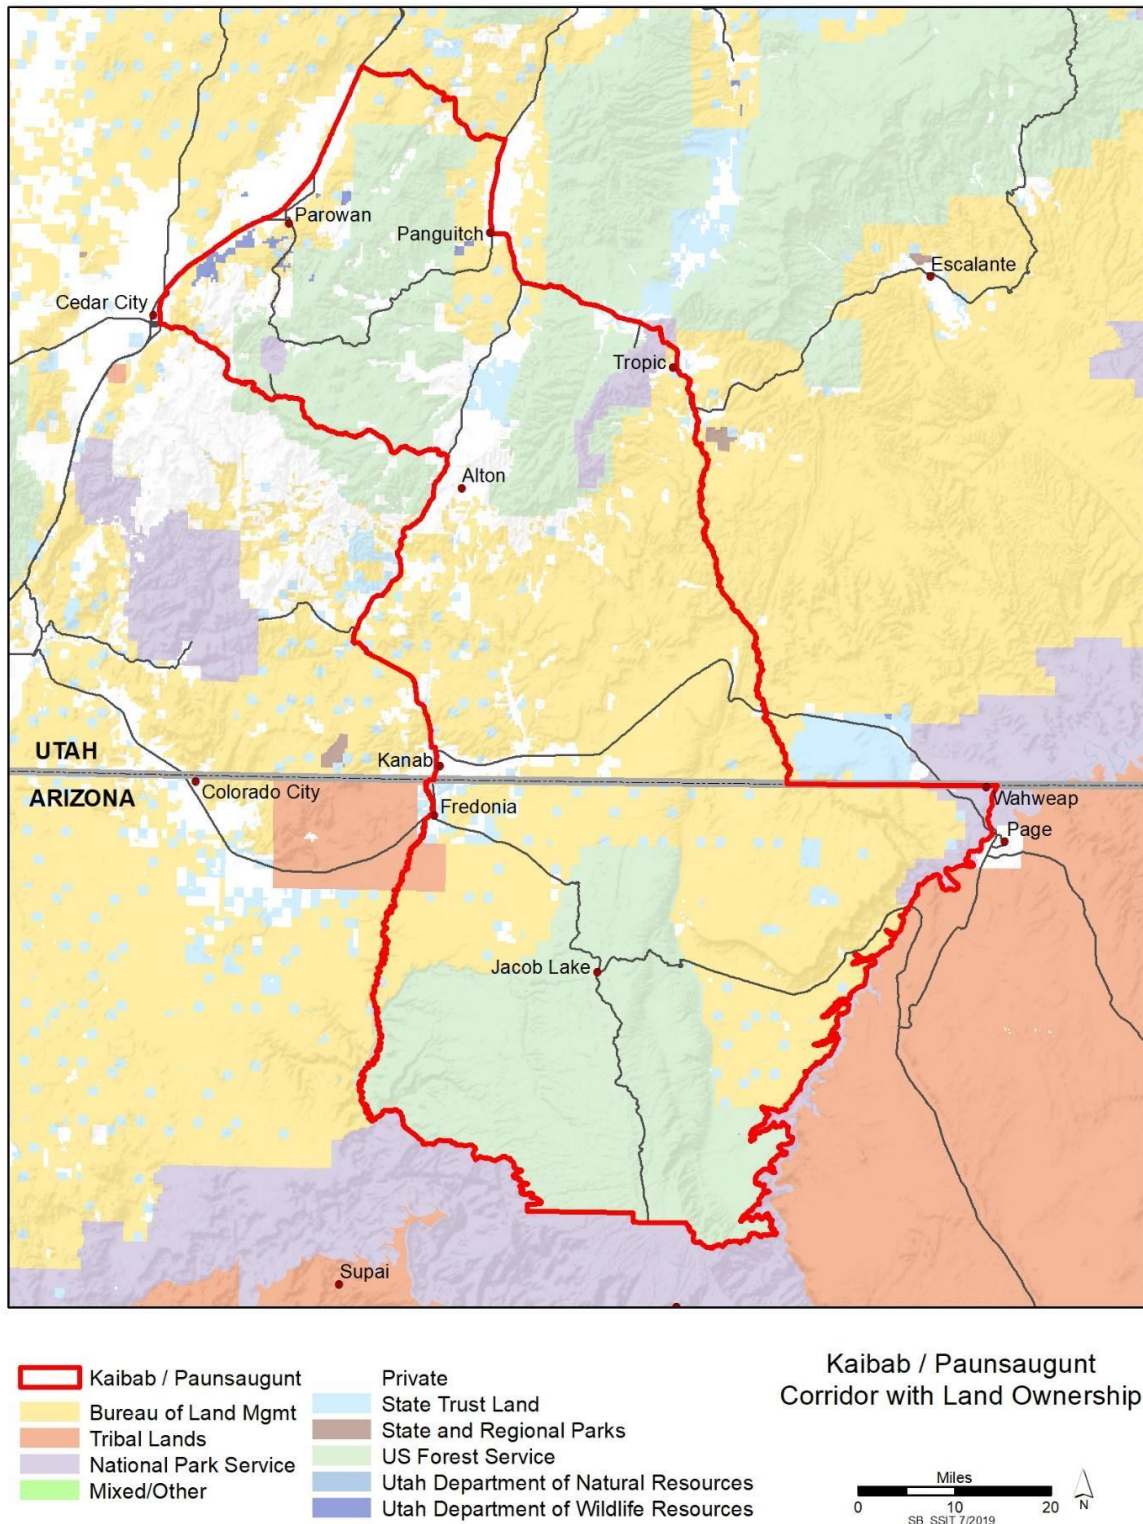 Parowan
Panguitch
Escalante
Cedar City
Tropic
Alton
UTAH
Kanab
ARIZONA
Colorado City
Fredonia
Wahweap
Page
Jacob Lake
Supai
Kaibab / Paunsaugunt
Bureau of Land Mgmt
Tribal Lands
National Park Service
Mixed/Other
Private
State Trust Land
State and Regional Parks
US Forest Service
Utah Department of Natural Resources
Utah Department of Wildlife Resources
Kaibab / Paunsaugunt
Corridor with Land Ownership
Miles
0 10 20
N
SB_SSIT 7/2019